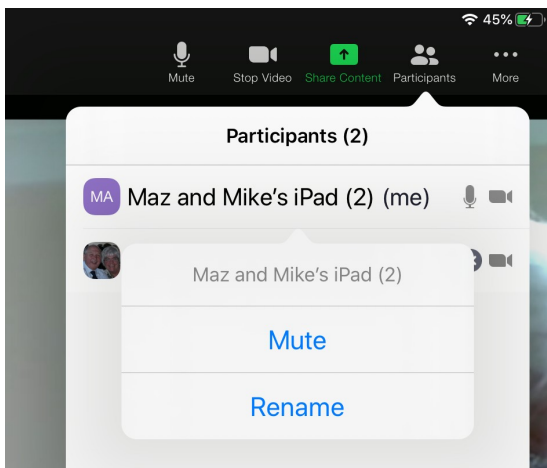 45%
Mute Stop Video Share Content Participants More
Participants (2)
MA Maz and Mike’s iPad (2) (me)
Maz and Mike’s iPad (2)
Mute
Rename